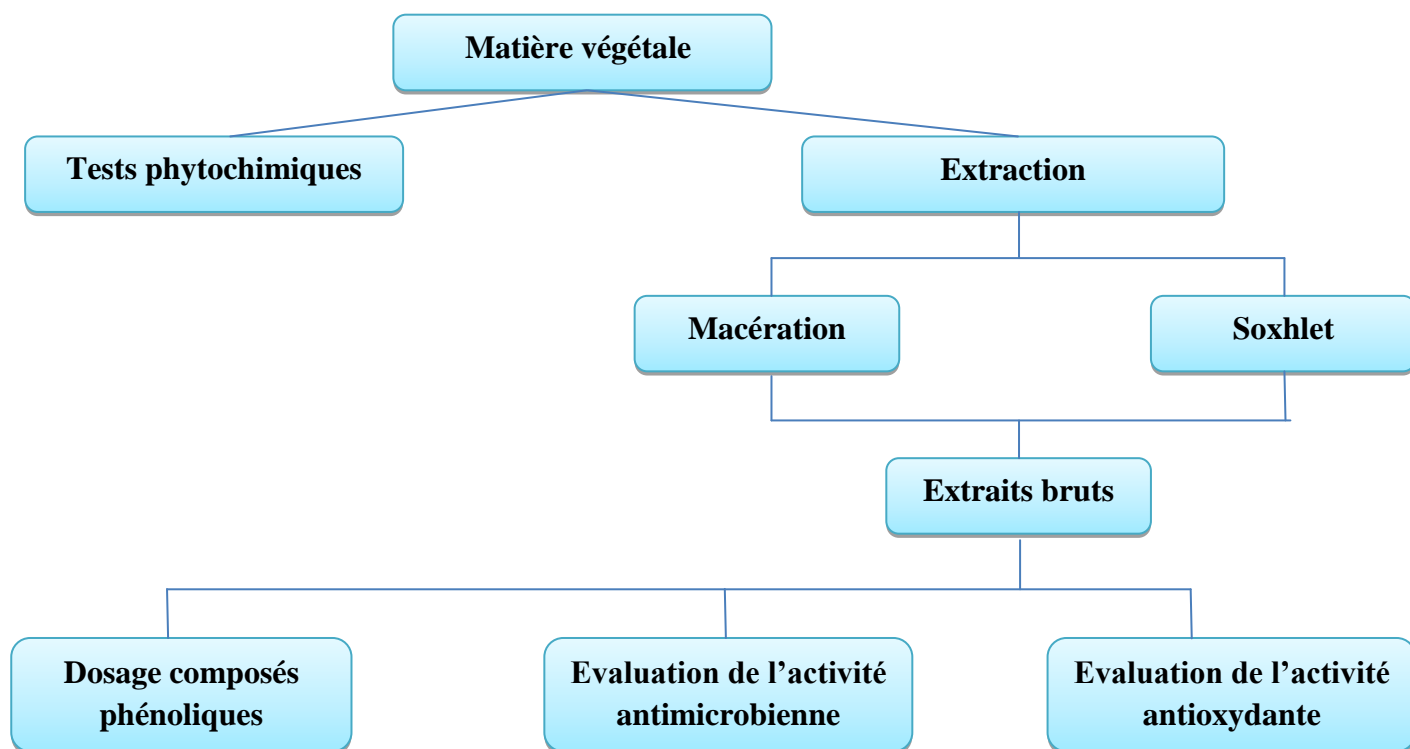 Matière végétale
Tests phytochimiques
Extraction
Macération
Soxhlet
Extraits bruts
Dosage composés
phénoliques
Evaluation de l’activité
antimicrobienne
Evaluation de l’activité
antioxydante